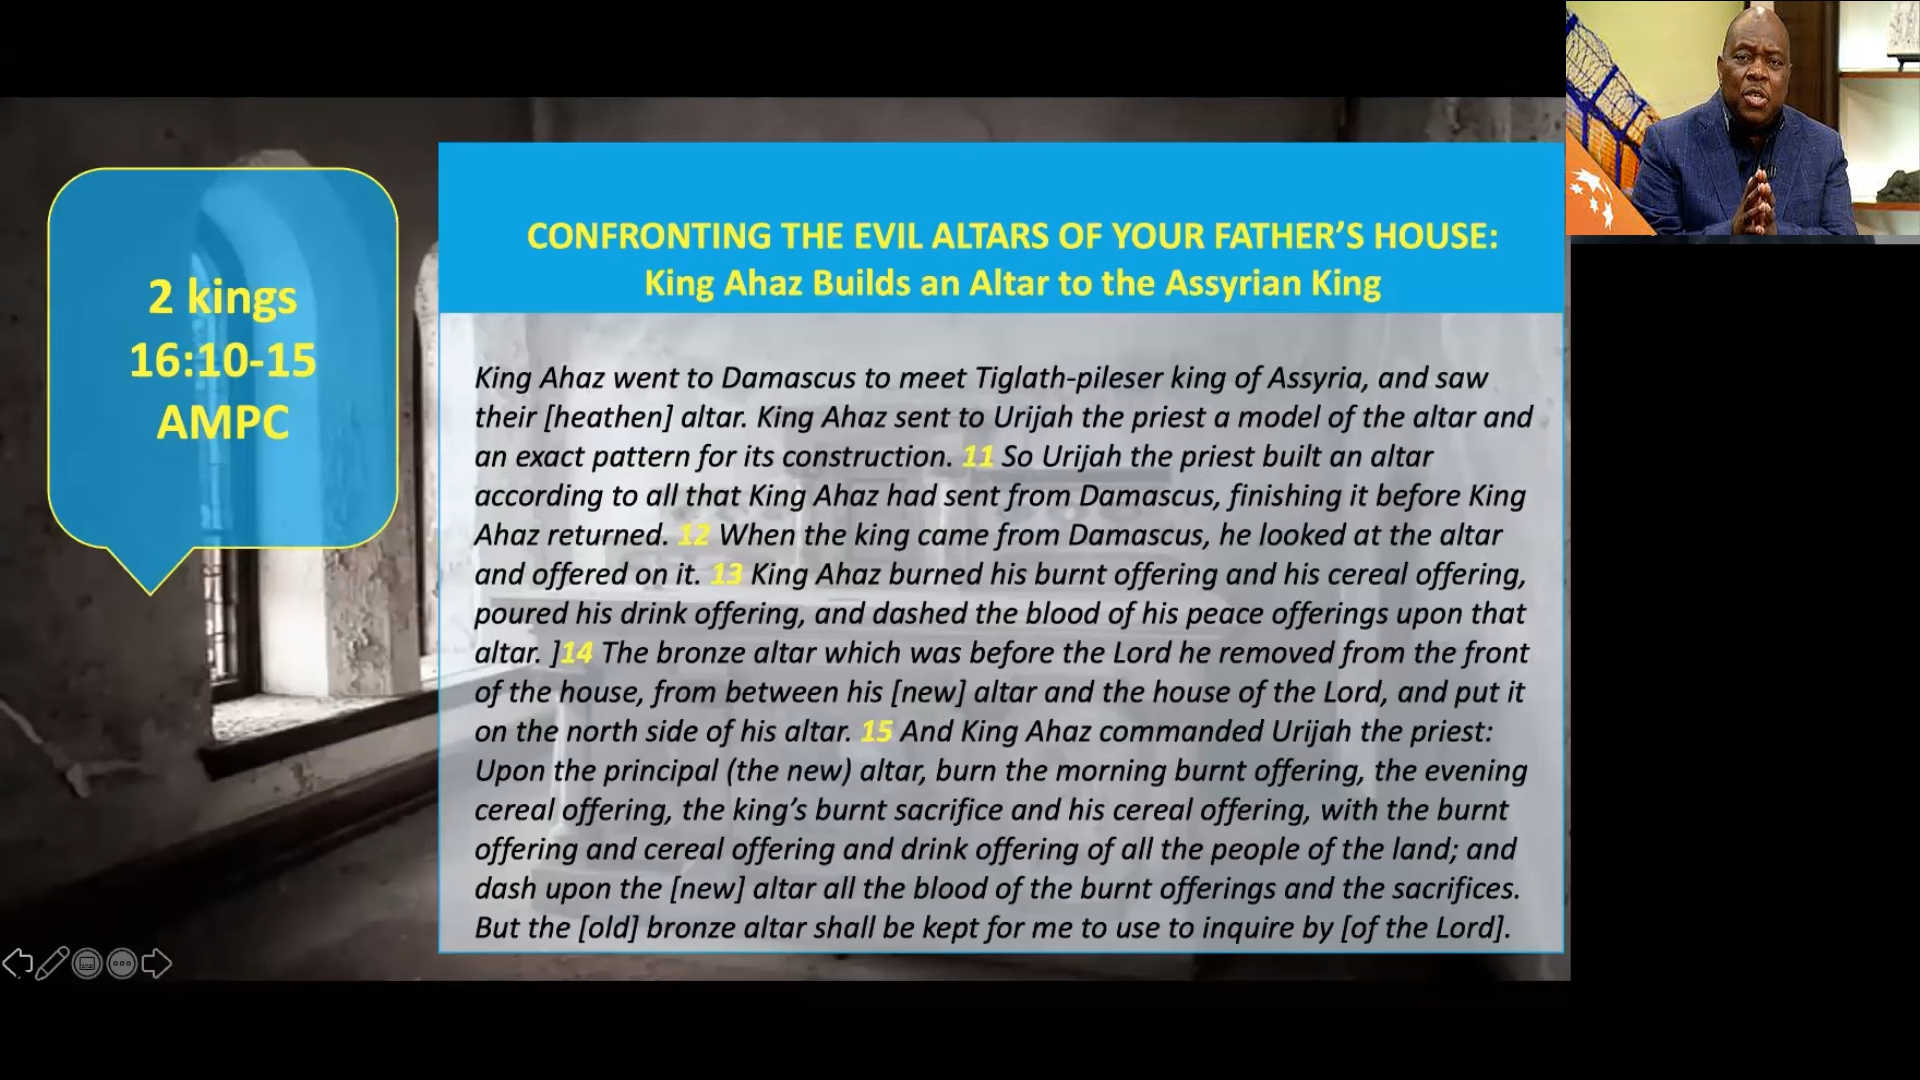 2 kings
16:10-15
AMPC
CONFRONTING THE EVIL ALTARS OF YOUR FATHER’S HOUSE:
King Ahaz Builds an Altar to the Assyrian King
King Ahaz went to Damascus to meet Tiglath-pileser king of Assyria, and saw
their [heathen] altar. King Ahaz sent to Urijah the priest a model of the altar and
an exact pattern for its construction. 11 So Urijah the priest built an altar
according to all that King Ahaz had sent from Damascus, finishing it before King
Ahaz returned. 12 When the king came from Damascus, he looked at the altar
and offered on it. 13 King Ahaz burned his burnt offering and his cereal offering,
poured his drink offering, and dashed the blood of his peace offerings upon that
altar. ]14 The bronze altar which was before the Lord he removed from the front
of the house, from between his [new] altar and the house of the Lord, and put it
on the north side of his altar. 15 And King Ahaz commanded Urijah the priest:
Upon the principal (the new) altar, burn the morning burnt offering, the evening
cereal offering, the king’s burnt sacrifice and his cereal offering, with the burnt
offering and cereal offering and drink offering of all the people of the land; and
dash upon the [new] altar all the blood of the burnt offerings and the sacrifices.
But the [old] bronze altar shall be kept for me to use to inquire by [of the Lord].